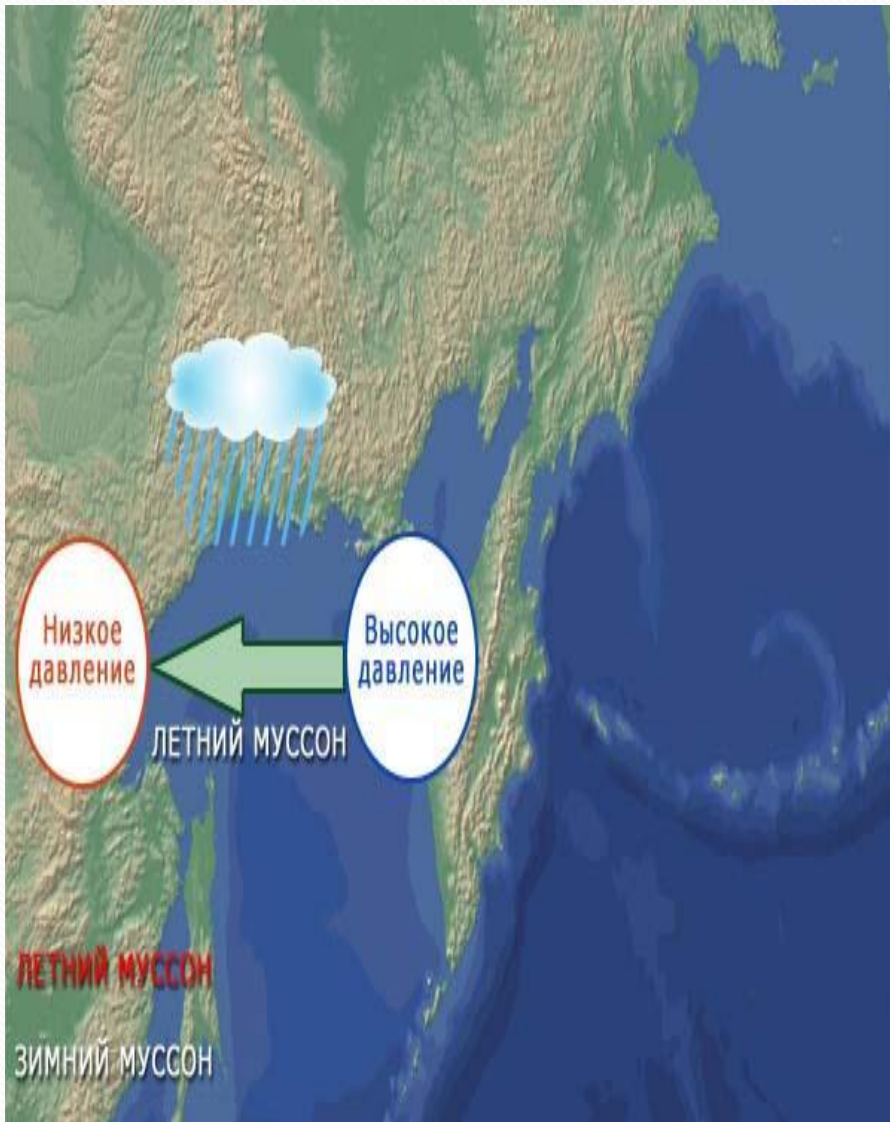 Низкое
давление
Высокое
давление
ЛЕТНИЙ МУССОН
ЛЕТНИЙ МУССОН
ЗИМНИЙ МУССОН